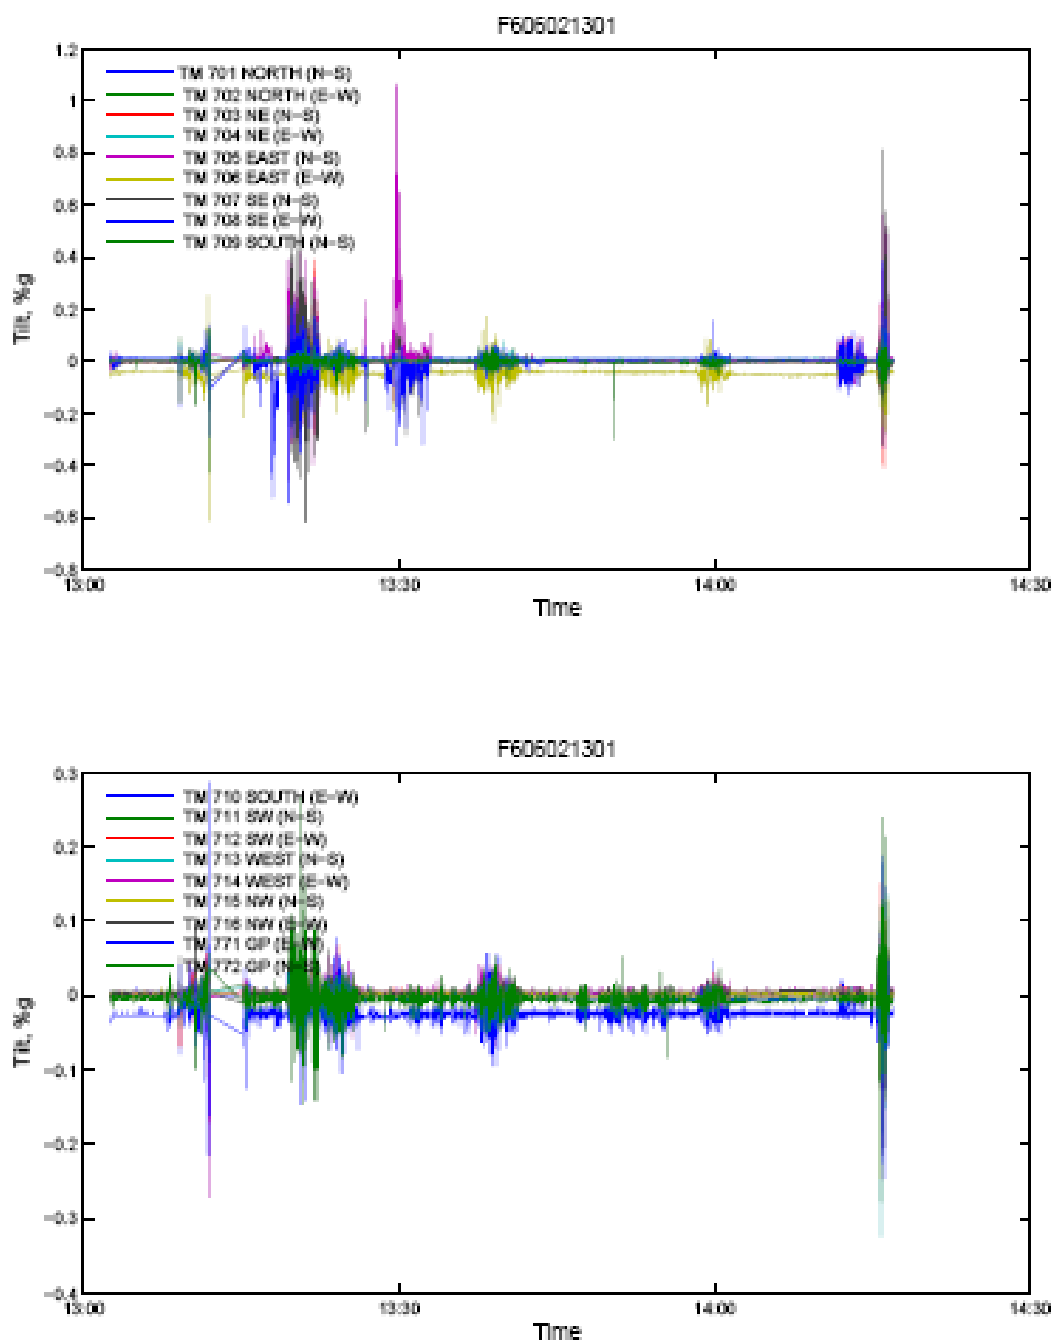 F606021301
1.2
TM 701 NORTH (N-S)
1
TM 702 NORTH (E-W)
TM 703 NE (N-S)
TM 704 NE (E-W)
0.8
TM 705 EAST (N-S)
TM 706 EAST (E-W)
0.6
TM 707 SE (N-S)
TM 708 SE (E-W)
TM 709 SOUTH (N-S)
0.4
Tilt, %g
0.2
0
-0.2
-0.4
-0.6
-0.8
13:00 13:30 14:00 14:30
Time
F606021301
0.3
TM 710 SOUTH (E-W)
TM 711 SW (N-S)
TM 712 SW (E-W)
0.2
TM 713 WEST (N-S)
TM 714 WEST (E-W)
TM 715 NW (N-S)
0.1
TM 716 NW (E-W)
TM 771 GP (E-W)
TM 772 GP (N-S)
0
Tilt, %g
-0.1
-0.2
-0.3
-0.4
13:00 13:30 14:00 14:30
Time